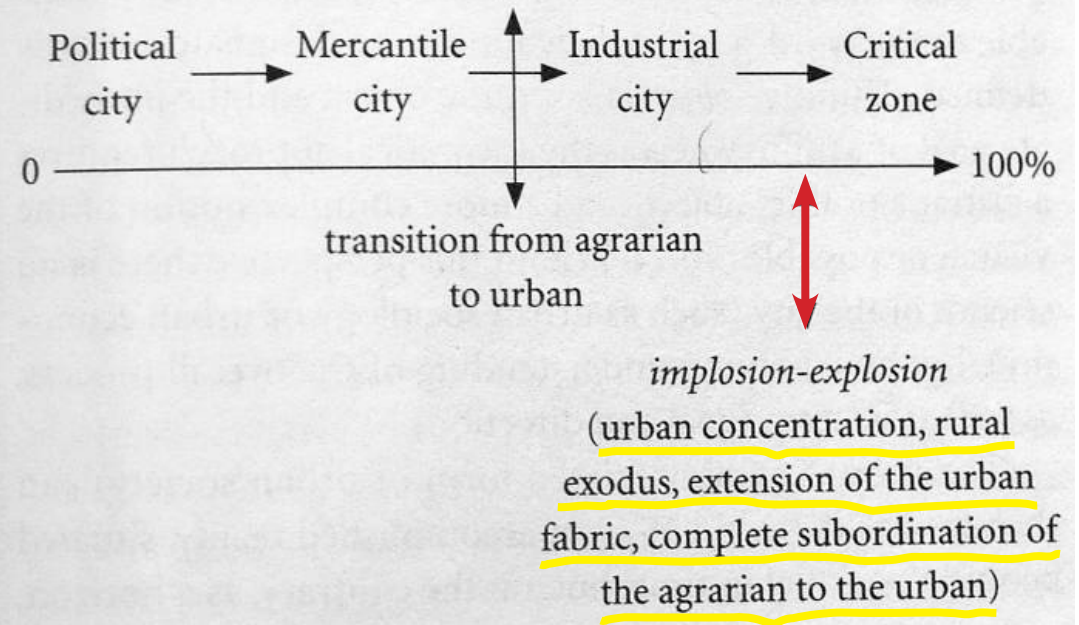 Political city
Mercantile city
Industrial city
Critical zone
0
100%
transition from agrarian
to urban
implosion-explosion
(urban concentration, rural
exodus, extension of the urban
fabric, complete subordination of
the agrarian to the urban)